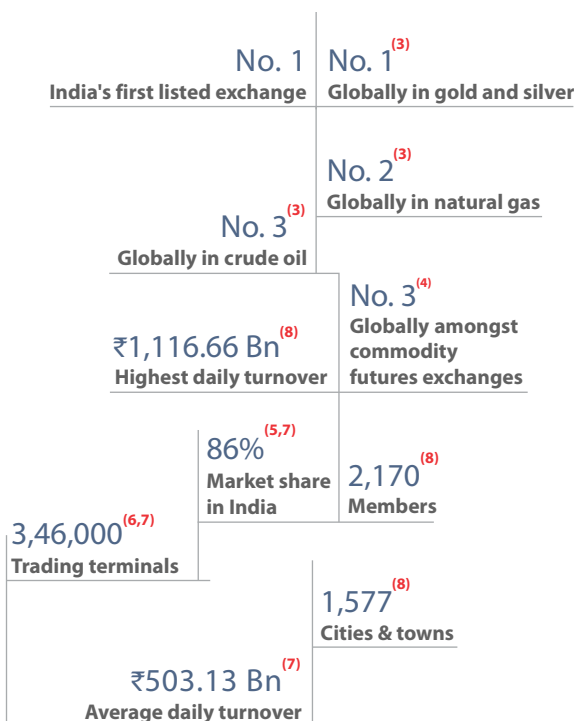 No. 1
India's first listed exchange
No. 1(3)
Globally in gold and silver
No. 2(3)
Globally in natural gas
No. 3(3)
Globally in crude oil
No. 3(4)
Globally amongst
commodity
futures exchanges
₹1,116.66 Bn(8)
Highest daily turnover
86%(5,7)
Market share
in India
2,170(8)
Members
3,46,000(6,7)
Trading terminals
1,577(8)
Cities & towns
₹503.13 Bn(7)
Average daily turnover